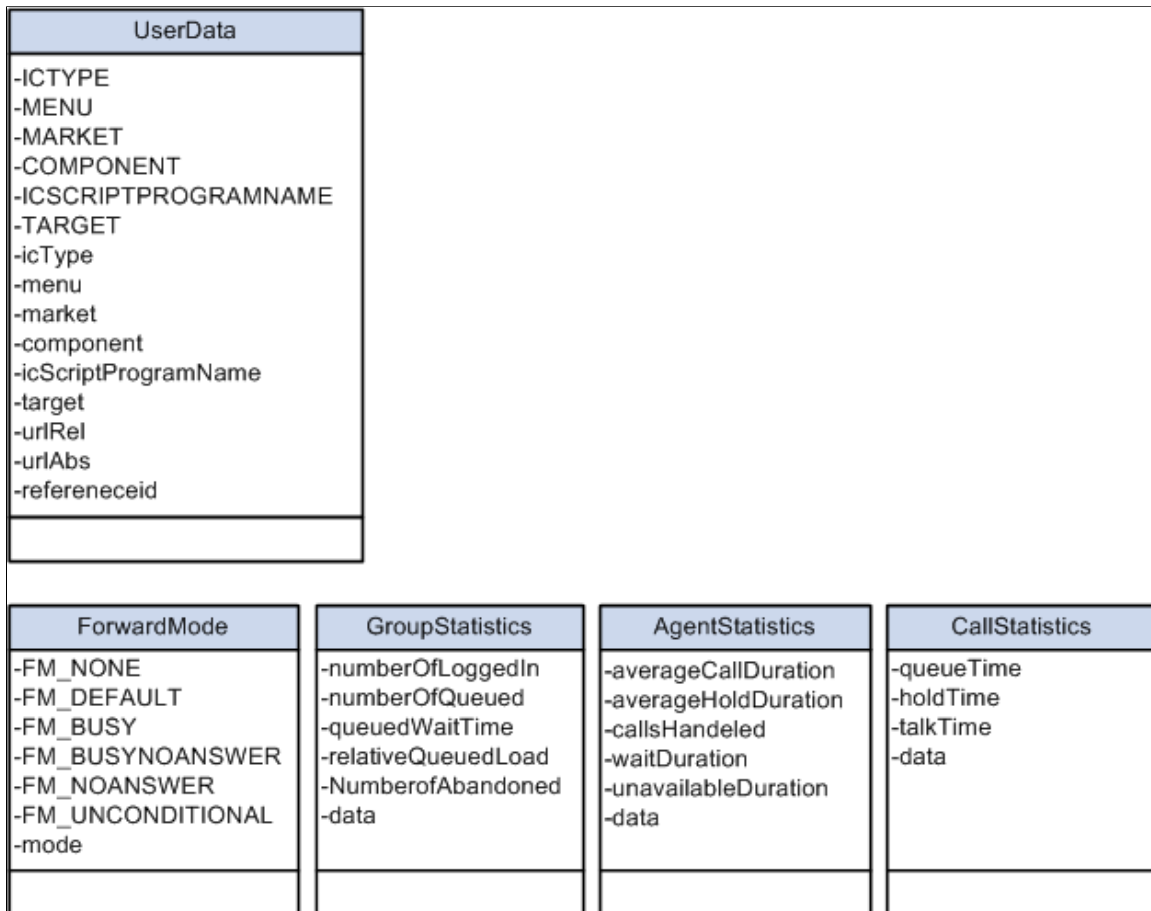 UserData
-ICTYPE
-MENU
-MARKET
-COMPONENT
-ICSCRIPTPROGRAMNAME
-TARGET
-icType
-menu
-market
-component
-icScriptProgramName
-target
-urlRel
-urlAbs
-refereneceid
ForwardMode
-FM_NONE
-FM_DEFAULT
-FM_BUSY
-FM_BUSYNOANSWER
-FM_NOANSWER
-FM_UNCONDITIONAL
-mode
GroupStatistics
-numberOfLoggedIn
-numberOfQueued
-queuedWaitTime
-relativeQueuedLoad
-NumberofAbandoned
-data
AgentStatistics
-averageCallDuration
-averageHoldDuration
-callsHandeled
-waitDuration
-unavailableDuration
-data
CallStatistics
-queueTime
-holdTime
-talkTime
-data